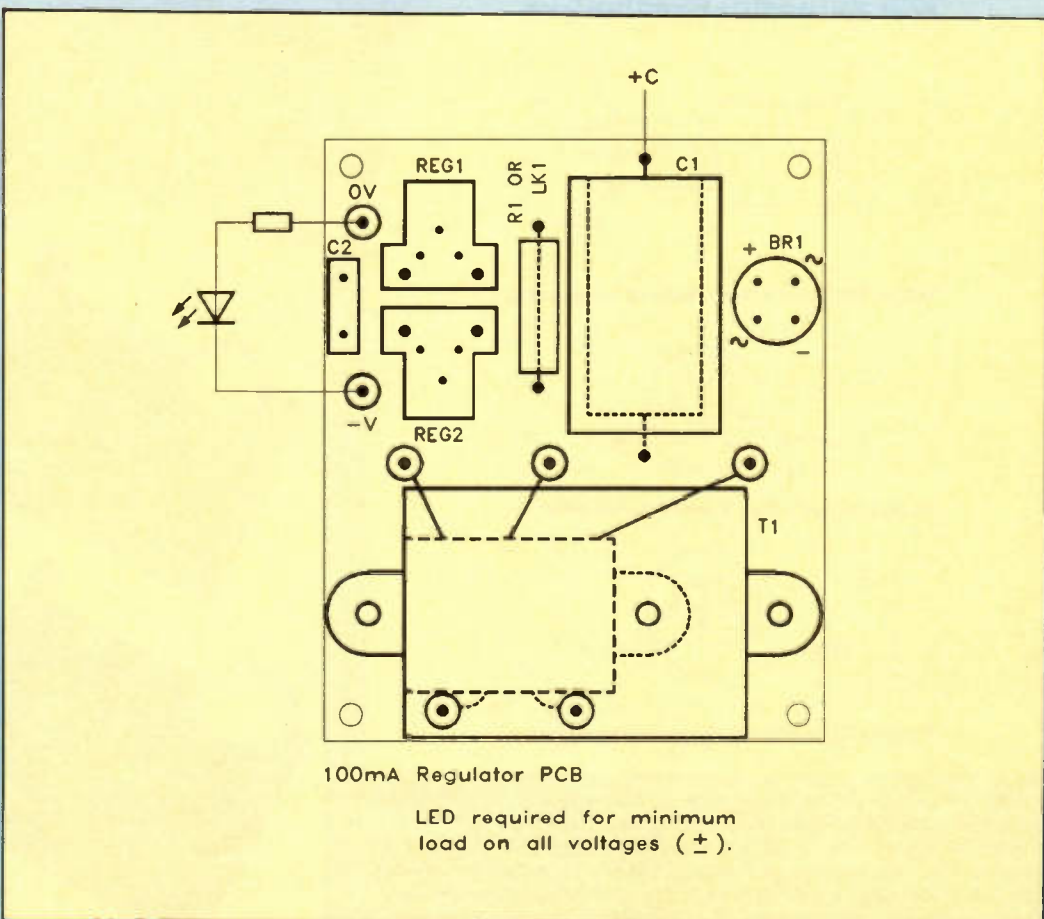 +C
REG1
R1 OR
LK1
C1
0V
C2
+ BR1 ~
~ -
-V
REG2
T1
100mA Regulator PCB
LED required for minimum
load on all voltages (±).